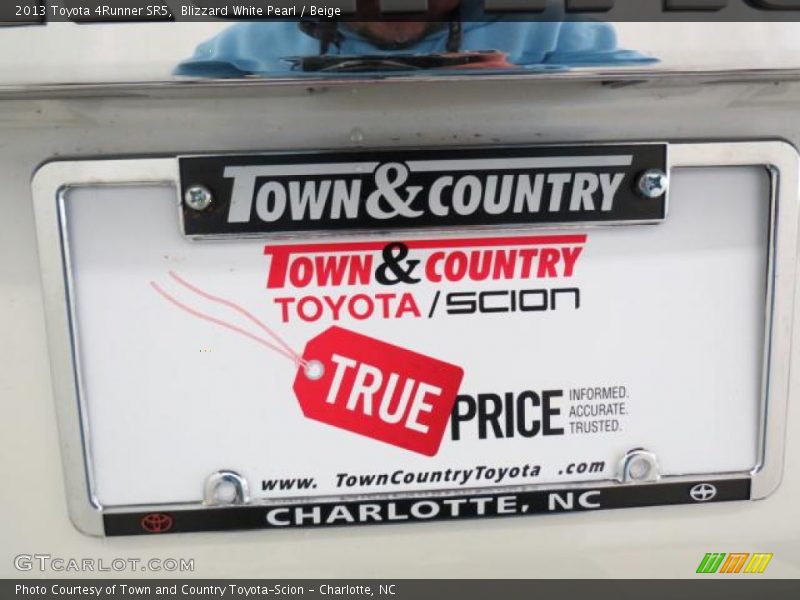 2013 Toyota 4Runner SR5, Blizzard White Pearl / Beige
TOWN&COUNTRY
TOWN&COUNTRY
TOYOTA/SCION
TRUE
PRICE
INFORMED.
ACCURATE.
TRUSTED.
www. TownCountryToyota .com
CHARLOTTE, NC
GTCARLOT.COM
Photo Courtesy of Town and Country Toyota-Scion - Charlotte, NC